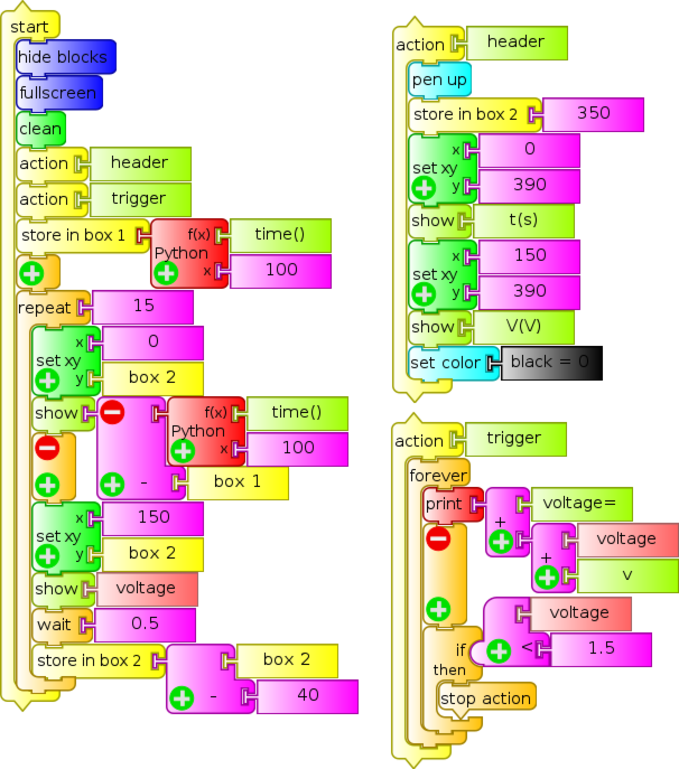 start
hide blocks
fullscreen
clean
action header
action trigger
store in box 1 Python f(x) time()
x 100
repeat 15
set xy x 0
y box 2
show Python f(x) time()
x 100
- box 1
set xy x 150
y box 2
show voltage
wait 0.5
store in box 2 box 2
- 40
action header
pen up
store in box 2 350
set xy x 0
y 390
show t(s)
set xy x 150
y 390
show V(V)
set color black = 0
action trigger
forever
print + voltage=
+ voltage
v
if voltage
< 1.5
then
stop action